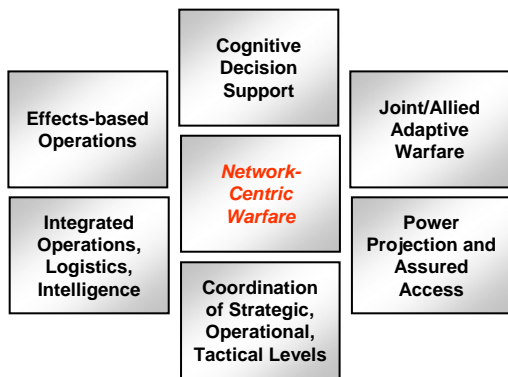 Cognitive
Decision
Support
Effects-based
Operations
Joint/Allied
Adaptive
Warfare
Network-
Centric
Warfare
Integrated
Operations,
Logistics,
Intelligence
Power
Projection and
Assured
Access
Coordination
of Strategic,
Operational,
Tactical Levels